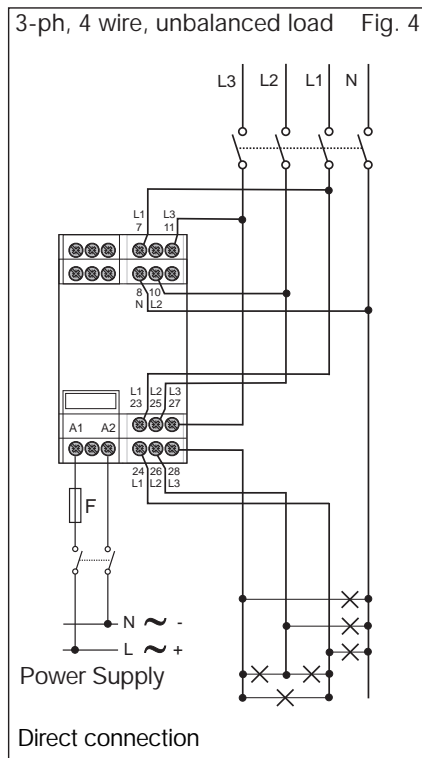 3-ph, 4 wire, unbalanced load Fig. 4
L3 L2 L1 N
L1 L3
7 11
8 10
N L2
L1 L2 L3
23 25 27
A1 A2
24 26 28
L1 L2 L3
F
N ~ -
L ~ +
Power Supply
Direct connection